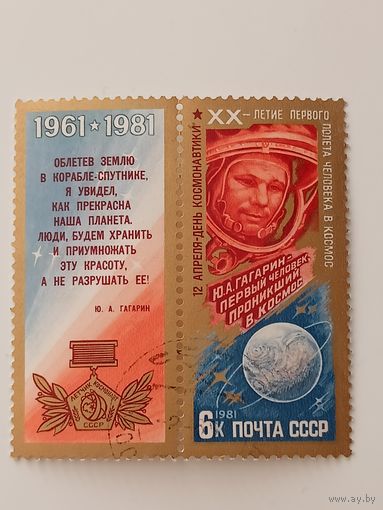 1961★1981
ОБЛЕТЕВ ЗЕМЛЮ
В КОРАБЛЕ-СПУТНИКЕ,
Я УВИДЕЛ,
КАК ПРЕКРАСНА
НАША ПЛАНЕТА.
ЛЮДИ, БУДЕМ ХРАНИТЬ
И ПРИУМНОЖАТЬ
ЭТУ КРАСОТУ,
А НЕ РАЗРУШАТЬ ЕЕ!
Ю. А. ГАГАРИН
ЛЕТЧИК КОСМОНАВТ
СССР
12 АПРЕЛЯ-ДЕНЬ КОСМОНАВТИКИ ★ XX-ЛЕТИЕ ПЕРВОГО
ПОЛЕТА ЧЕЛОВЕКА В КОСМОС
Ю.А.ГАГАРИН-
ПЕРВЫЙ ЧЕЛОВЕК,
ПРОНИКШИЙ
В КОСМОС
1981
6К ПОЧТА СССР
ay.by